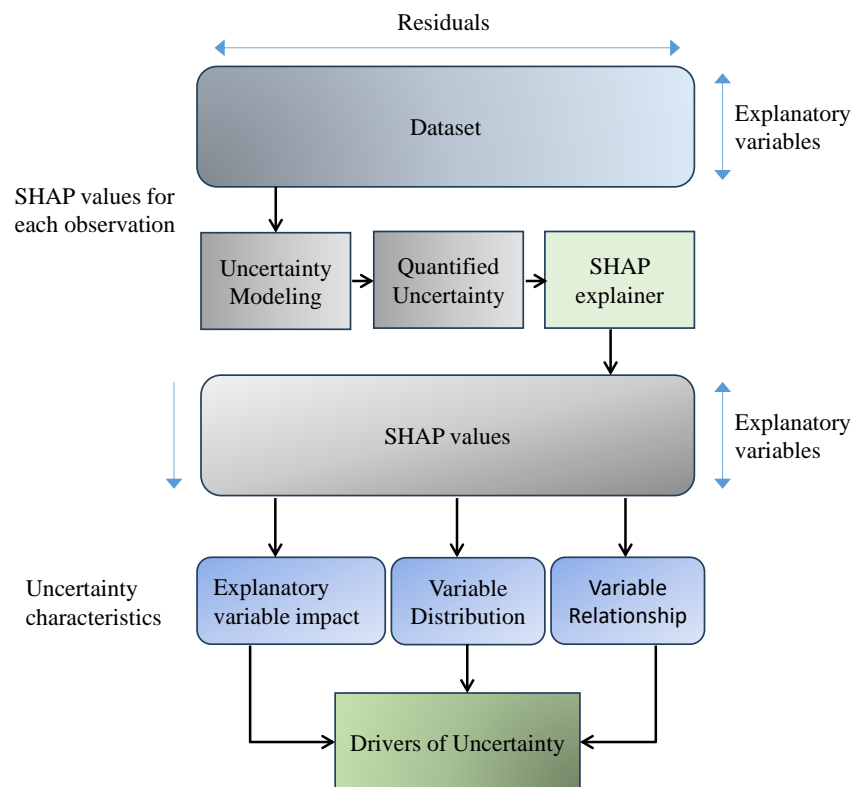 Residuals
Dataset
Explanatory
variables
SHAP values for
each observation
Uncertainty
Modeling
Quantified
Uncertainty
SHAP
explainer
SHAP values
Explanatory
variables
Uncertainty
characteristics
Explanatory
variable impact
Variable
Distribution
Variable
Relationship
Drivers of Uncertainty